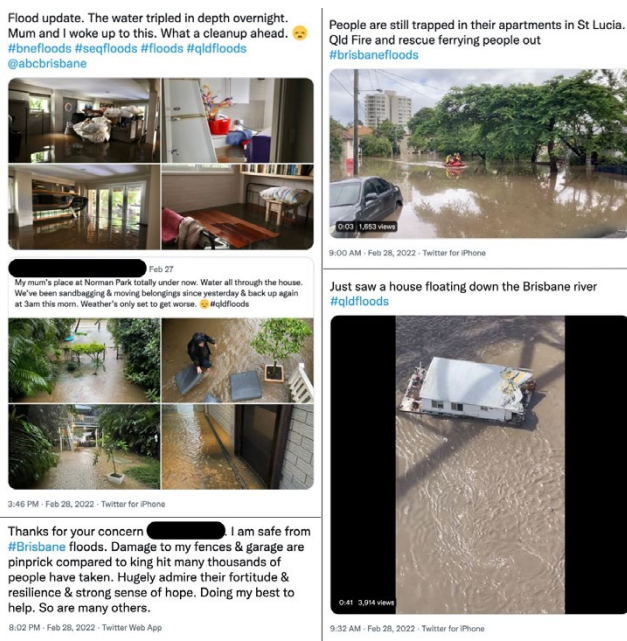 Flood update. The water tripled in depth overnight.
Mum and I woke up to this. What a cleanup ahead. 😞
#bnefloods #seqfloods #floods #qldfloods
@abcbrisbane
Feb 27
My mum's place at Norman Park totally under now. Water all through the house.
We've been sandbagging & moving belongings since yesterday & back up again
at 3am this morn. Weather's only set to get worse. 😞 #qldfloods
3:46 PM · Feb 28, 2022 · Twitter for iPhone
Thanks for your concern . I am safe from
#Brisbane floods. Damage to my fences & garage are
pinprick compared to king hit many thousands of
people have taken. Hugely admire their fortitude &
resilience & strong sense of hope. Doing my best to
help. So are many others.
8:02 PM · Feb 28, 2022 · Twitter Web App
People are still trapped in their apartments in St Lucia.
Qld Fire and rescue ferrying people out
#brisbanefloods
0:03 1,653 views
9:00 AM · Feb 28, 2022 · Twitter for iPhone
Just saw a house floating down the Brisbane river
#qldfloods
0:41 3,914 views
9:32 AM · Feb 28, 2022 · Twitter for iPhone